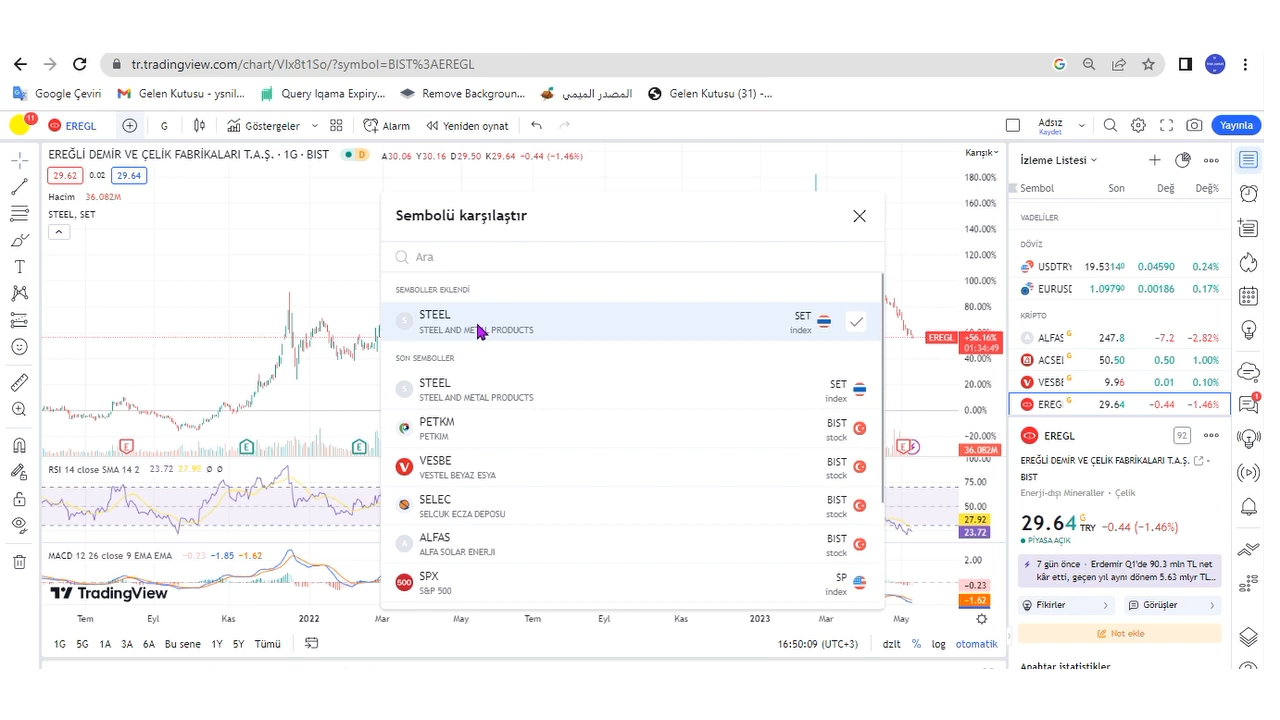 tr.tradingview.com/chart/VIx8t1So/?symbol=BIST%3AEREGL
Google Çeviri
Gelen Kutusu - ysnil...
Query Iqama Expiry...
Remove Backgroun...
المصدر الميمي
Gelen Kutusu (31) -...
11
EREGL
G
Göstergeler
Alarm
Yeniden oynat
Adsız
Kaydet
Yayınla
EREĞLİ DEMİR VE ÇELİK FABRİKALARI T.A.Ş. · 1G · BIST
D
A30.06 Y30.16 D29.50 K29.64 −0.44 (−1.46%)
29.62
0.02
29.64
Hacim 36.082M
STEEL, SET
Karışık
180.00%
160.00%
140.00%
120.00%
100.00%
80.00%
EREGL
+56.16%
01:34:49
40.00%
20.00%
0.00%
−20.00%
36.082M
E
E
E
E
RSI 14 close SMA 14 2 23.72 27.92 Ø Ø
100.00
75.00
50.00
27.92
23.72
MACD 12 26 close 9 EMA EMA −0.23 −1.85 −1.62
2.00
−0.23
−1.62
TradingView
Tem
Eyl
Kas
2022
Mar
May
Tem
Eyl
Kas
2023
Mar
May
1G
5G
1A
3A
6A
Bu sene
1Y
5Y
Tümü
16:50:09 (UTC+3)
dzlt
%
log
otomatik
Sembolü karşılaştır
Ara
SEMBOLLER EKLENDİ
STEEL
STEEL AND METAL PRODUCTS
SET
index
SON SEMBOLLER
STEEL
STEEL AND METAL PRODUCTS
SET
index
PETKM
PETKIM
BIST
stock
VESBE
VESTEL BEYAZ ESYA
BIST
stock
SELEC
SELCUK ECZA DEPOSU
BIST
stock
ALFAS
ALFA SOLAR ENERJI
BIST
stock
500
SPX
S&P 500
SP
index
İzleme Listesi
Sembol Son Değ Değ%
VADELİLER
DÖVİZ
USDTRY 19.5314⁰ 0.04590 0.24%
EURUSD 1.0979⁰ 0.00186 0.17%
KRİPTO
ALFAS G 247.8 −7.2 −2.82%
ACSEL G 50.50 0.50 1.00%
VESBE G 9.96 0.01 0.10%
EREG G 29.64 −0.44 −1.46%
1
EREGL
92
EREĞLİ DEMİR VE ÇELİK FABRİKALARI T.A.Ş. •
BIST
Enerji-dışı Mineraller • Çelik
29.64 G TRY −0.44 (−1.46%)
PİYASA AÇIK
7 gün önce · Erdemir Q1'de 90.3 mln TL net
kâr etti, geçen yıl aynı dönem 5.63 mlyr TL...
Fikirler
Görüşler
Not ekle
Anahtar istatistikler